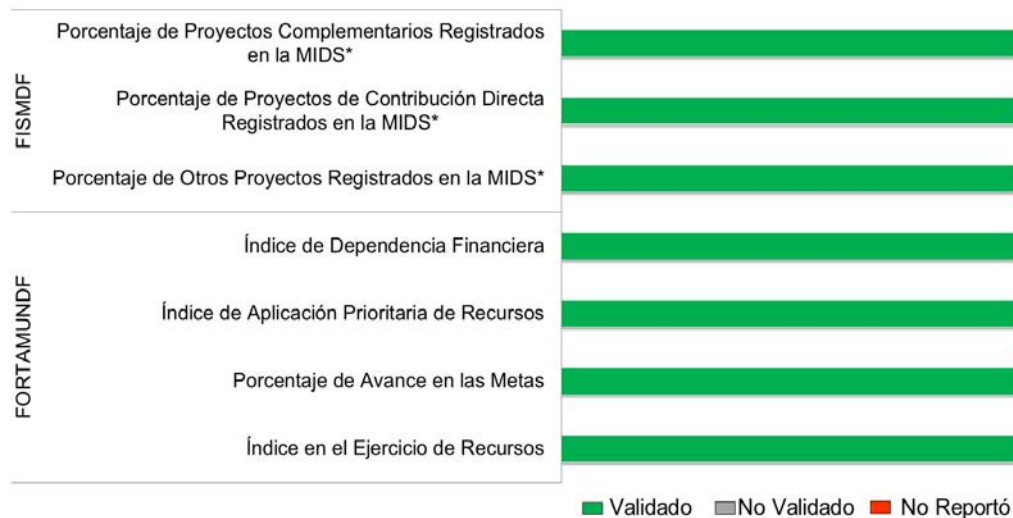 FISMDF
Porcentaje de Proyectos Complementarios Registrados
en la MIDS*
Porcentaje de Proyectos de Contribución Directa
Registrados en la MIDS*
Porcentaje de Otros Proyectos Registrados en la MIDS*
FORTAMUNDF
Índice de Dependencia Financiera
Índice de Aplicación Prioritaria de Recursos
Porcentaje de Avance en las Metas
Índice en el Ejercicio de Recursos
Validado No Validado No Reportó